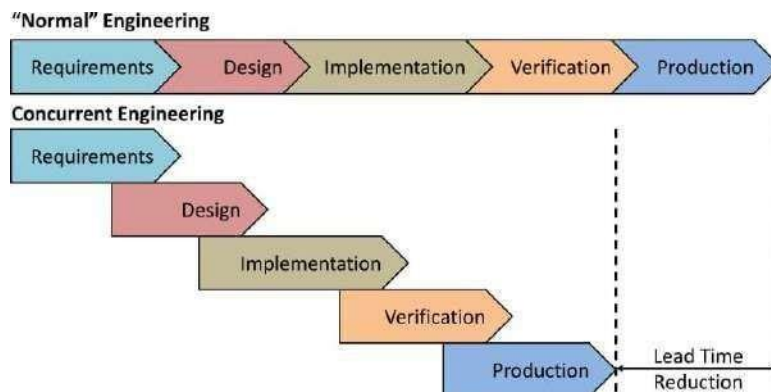 “Normal” Engineering
Requirements Design Implementation Verification Production
Concurrent Engineering
Requirements
Design
Implementation
Verification
Production
Lead Time
Reduction